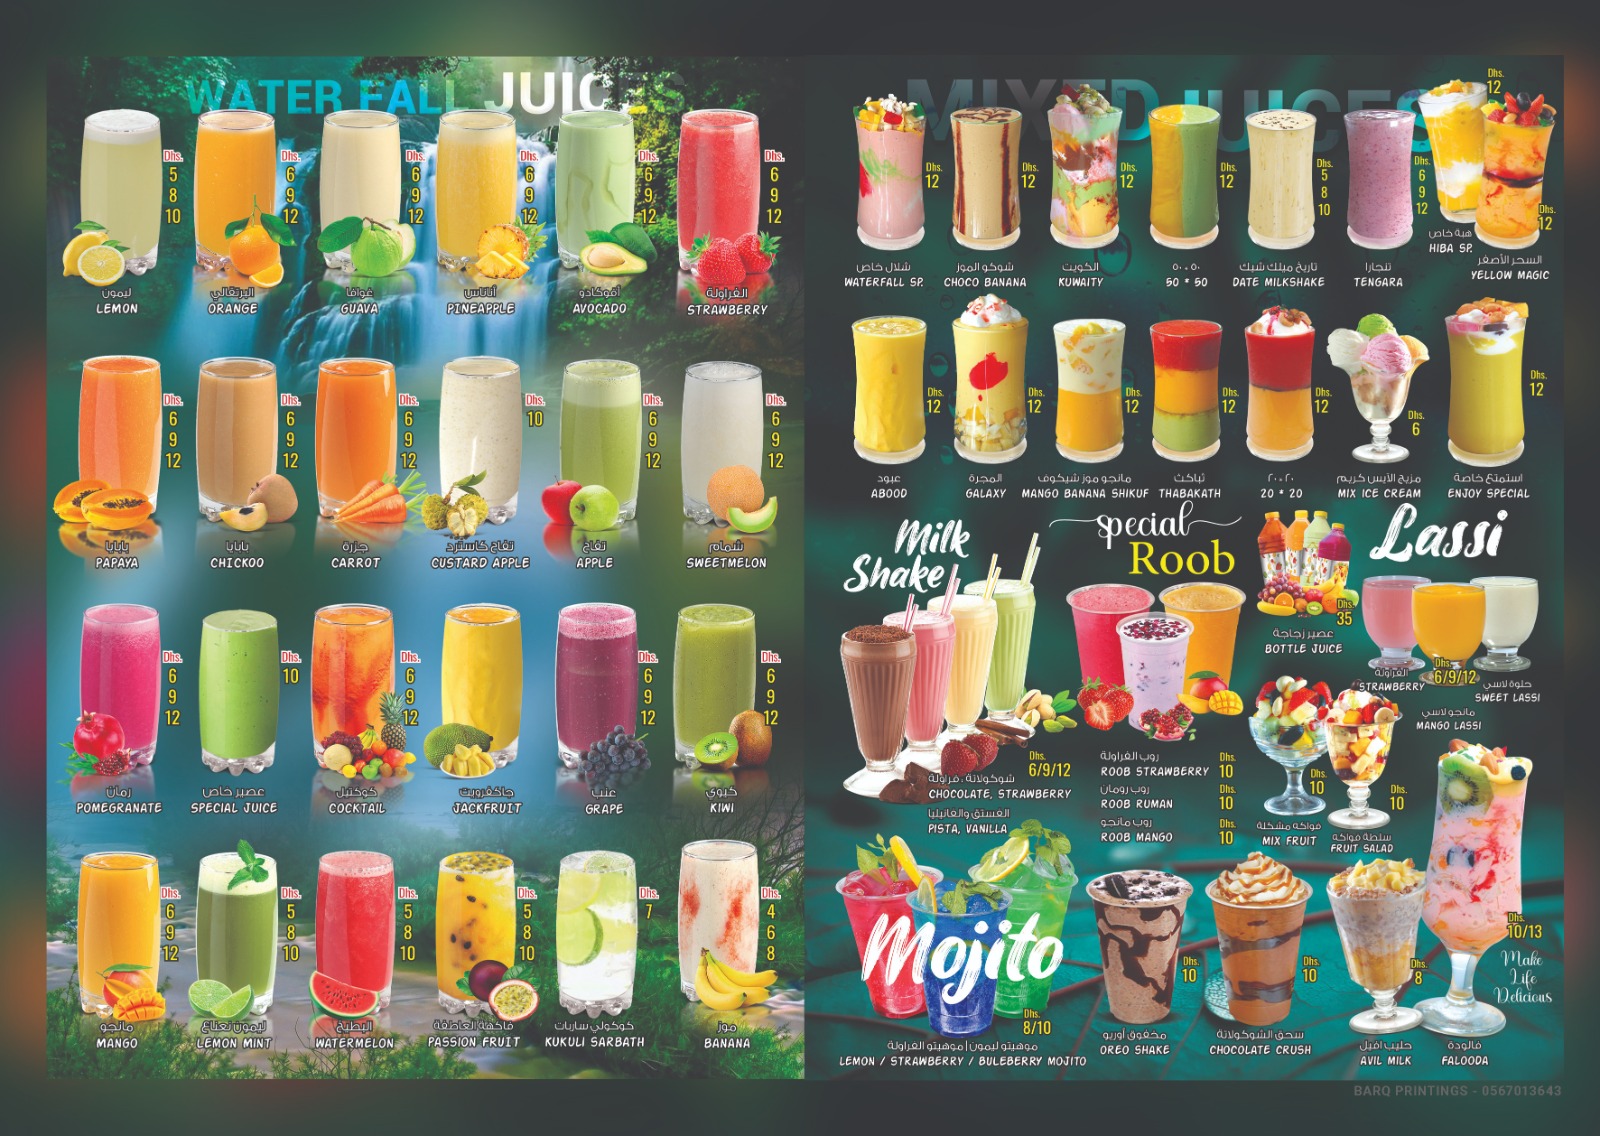 WATER FALL JUICES
Dhs.
5
8
10
Dhs.
6
9
12
Dhs.
6
9
12
Dhs.
6
9
12
Dhs.
6
9
12
Dhs.
6
9
12
ليمون
LEMON
البرتقالي
ORANGE
غوافا
GUAVA
أناناس
PINEAPPLE
أفوكادو
AVOCADO
الفراولة
STRAWBERRY
Dhs.
6
9
12
Dhs.
6
9
12
Dhs.
6
9
12
Dhs.
10
Dhs.
6
9
12
Dhs.
6
9
12
بابايا
PAPAYA
بابايا
CHICKOO
جزرة
CARROT
تفاح كاسترد
CUSTARD APPLE
تفاح
APPLE
شمام
SWEETMELON
Dhs.
6
9
12
Dhs.
10
Dhs.
6
9
12
Dhs.
6
9
12
Dhs.
6
9
12
رمان
POMEGRANATE
عصير خاص
SPECIAL JUICE
كوكتيل
COCKTAIL
جاكفرويت
JACKFRUIT
عنب
GRAPE
كيوي
KIWI
Dhs.
6
9
12
Dhs.
5
8
10
Dhs.
5
8
10
Dhs.
5
8
10
Dhs.
7
Dhs.
4
6
8
مانجو
MANGO
ليمون نعناع
LEMON MINT
البطيخ
WATERMELON
فاكهة العاطفة
PASSION FRUIT
كوكولي ساربات
KUKULI SARBATH
موز
BANANA
MIXED JUICES
Dhs.
12
Dhs.
12
Dhs.
12
Dhs.
12
Dhs.
5
8
10
Dhs.
6
9
12
Dhs.
12
Dhs.
12
شلال خاص
WATERFALL SP.
شوكو الموز
CHOCO BANANA
الكويت
KUWAITY
٥٠*٥٠
50 * 50
تاريخ ميلك شيك
DATE MILKSHAKE
تنجارا
TENGARA
هبة خاص
HIBA SP.
السحر الأصفر
YELLOW MAGIC
Dhs.
12
Dhs.
12
Dhs.
12
Dhs.
12
Dhs.
12
Dhs.
6
Dhs.
12
عبود
ABOOD
المجرة
GALAXY
مانجو موز شيكوف
MANGO BANANA SHIKUF
ثباكث
THABAKATH
٢٠*٢٠
20 * 20
مزيج الآيس كريم
MIX ICE CREAM
استمتع خاصة
ENJOY SPECIAL
Milk
Shake
Dhs.
6/9/12
شوكولاتة ، فراولة
CHOCOLATE, STRAWBERRY
الفستق والفانيليا
PISTA, VANILLA
special
Roob
روب الفراولة
ROOB STRAWBERRY
Dhs.
10
روب رومان
ROOB RUMAN
Dhs.
10
روب مانجو
ROOB MANGO
Dhs.
10
Dhs.
35
عصير زجاجة
BOTTLE JUICE
Lassi
Dhs.
6/9/12
الفراولة
STRAWBERRY
حلوة لاسي
SWEET LASSI
مانجو لاسي
MANGO LASSI
Dhs.
10
فواكه مشكلة
MIX FRUIT
Dhs.
10
سلطة فواكه
FRUIT SALAD
Mojito
Dhs.
8/10
موهيتو ليمون | موهيتو الفراولة
LEMON / STRAWBERRY / BULEBERRY MOJITO
Dhs.
10
مخفوق أوريو
OREO SHAKE
Dhs.
10
سحق الشوكولاتة
CHOCOLATE CRUSH
Dhs.
8
حليب افيل
AVIL MILK
Dhs.
10/13
فالودة
FALOODA
Make
Life
Delicious
BARQ PRINTINGS - 0567013643